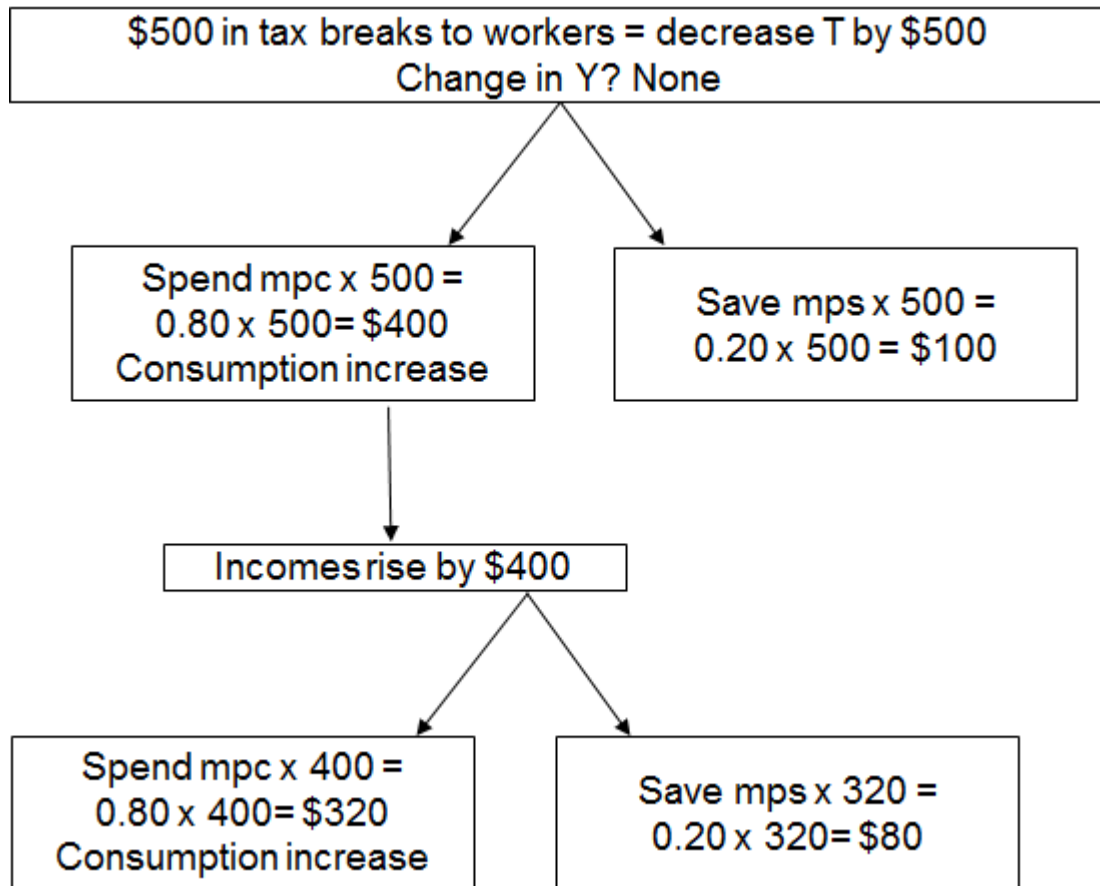 $500 in tax breaks to workers = decrease T by $500
Change in Y? None
Spend mpc x 500 =
0.80 x 500= $400
Consumption increase
Save mps x 500 =
0.20 x 500 = $100
Incomes rise by $400
Spend mpc x 400 =
0.80 x 400= $320
Consumption increase
Save mps x 320 =
0.20 x 320= $80